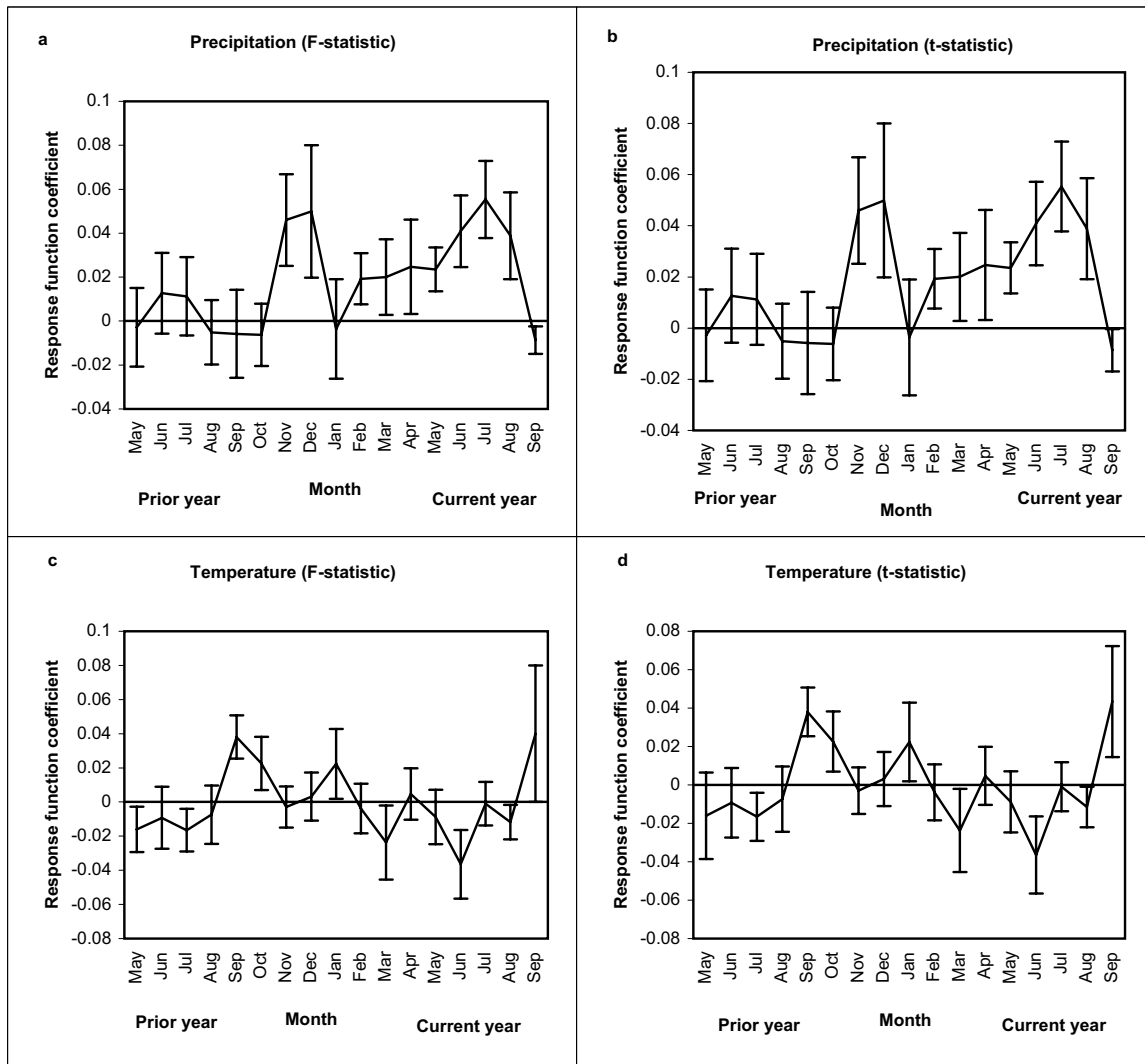 a
Precipitation (F-statistic)
Response function coefficient
0.1
0.08
0.06
0.04
0.02
0
-0.02
-0.04
May Jun Jul Aug Sep Oct Nov Dec Jan Feb Mar Apr May Jun Jul Aug Sep
Prior year Month Current year
b
Precipitation (t-statistic)
Response function coefficient
0.1
0.08
0.06
0.04
0.02
0
-0.02
-0.04
May Jun Jul Aug Sep Oct Nov Dec Jan Feb Mar Apr May Jun Jul Aug Sep
Prior year Month Current year
c
Temperature (F-statistic)
Response function coefficient
0.1
0.08
0.06
0.04
0.02
0
-0.02
-0.04
-0.06
-0.08
May Jun Jul Aug Sep Oct Nov Dec Jan Feb Mar Apr May Jun Jul Aug Sep
Prior year Month Current year
d
Temperature (t-statistic)
Response function coefficient
0.08
0.06
0.04
0.02
0
-0.02
-0.04
-0.06
-0.08
May Jun Jul Aug Sep Oct Nov Dec Jan Feb Mar Apr May Jun Jul Aug Sep
Prior year Month Current year